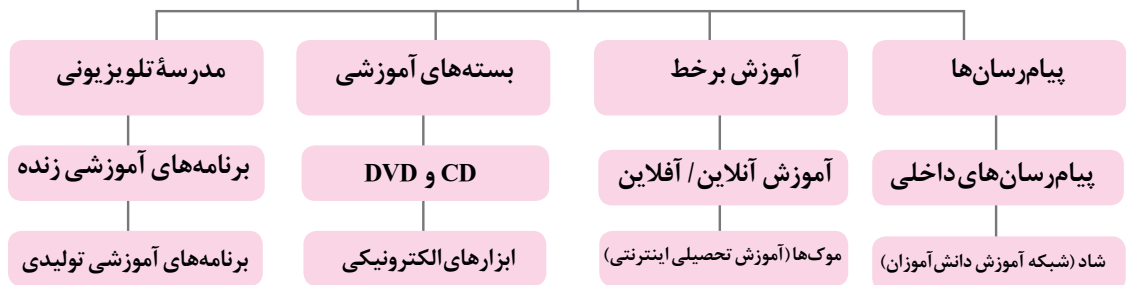 پیام‌رسان‌ها
آموزش برخط
بسته‌های آموزشی
مدرسهٔ تلویزیونی
پیام‌رسان‌های داخلی
آموزش آنلاین / آفلاین
CD و DVD
برنامه‌های آموزشی زنده
شاد (شبکه آموزش دانش‌آموزان)
موک‌ها (آموزش تحصیلی اینترنتی)
ابزارهای الکترونیکی
برنامه‌های آموزشی تولیدی